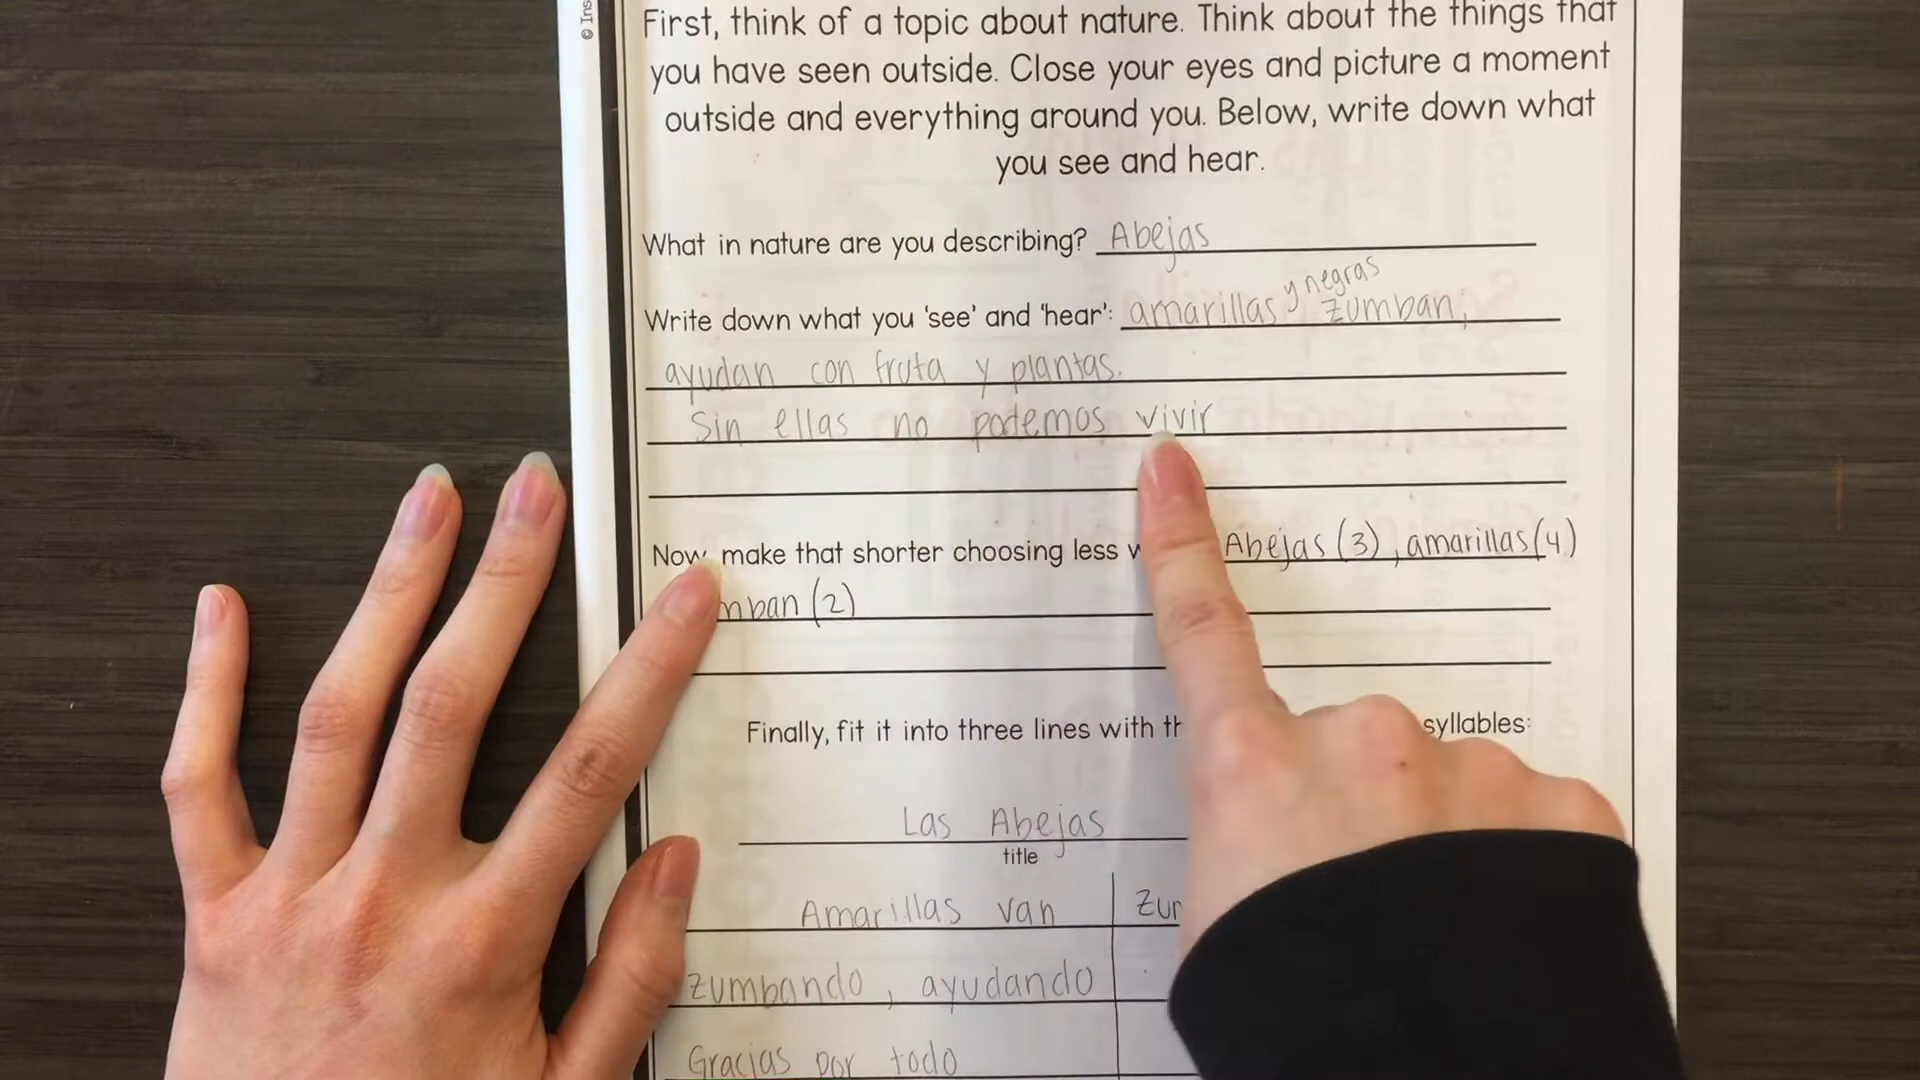 © Ins
First, think of a topic about nature. Think about the things that
you have seen outside. Close your eyes and picture a moment
outside and everything around you. Below, write down what
you see and hear.
What in nature are you describing? Abejas
y negras
Write down what you 'see' and 'hear': amarillas zumban,
ayudan con fruta y plantas.
Sin ellas no podemos vivir
Now make that shorter choosing less w Abejas (3), amarillas (4)
mban (2)
Finally, fit it into three lines with th syllables:
Las Abejas
title
Amarillas van Zur
zumbando, ayudando
Gracias por todo